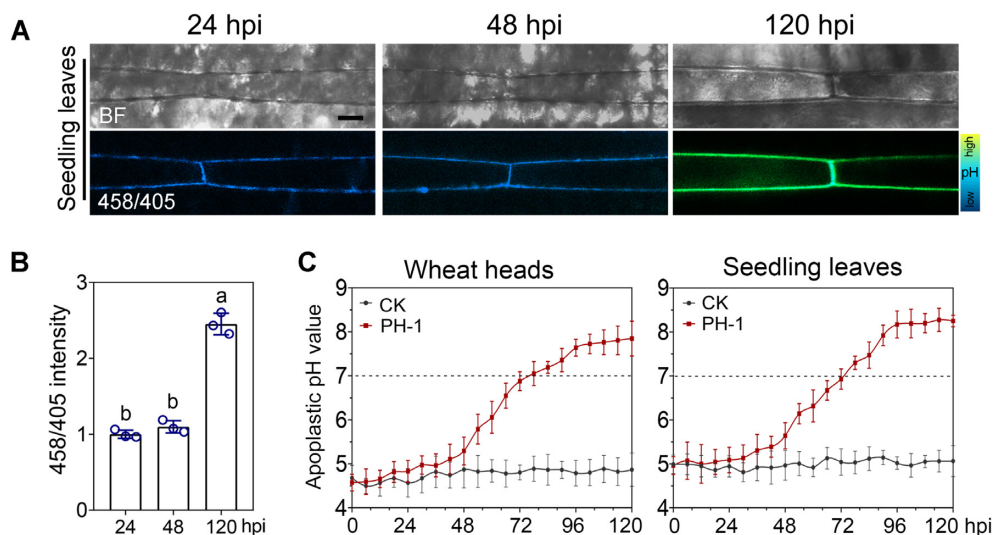 A
24 hpi
48 hpi
120 hpi
Seedling leaves
BF
458/405
high
pH
low
B
458/405 intensity
3
2
1
0
b
b
a
24
48
120 hpi
C
Wheat heads
Apoplastic pH value
9
8
7
6
5
4
CK
PH-1
0
24
48
72
96
120
Seedling leaves
9
8
7
6
5
4
CK
PH-1
0
24
48
72
96
120 hpi